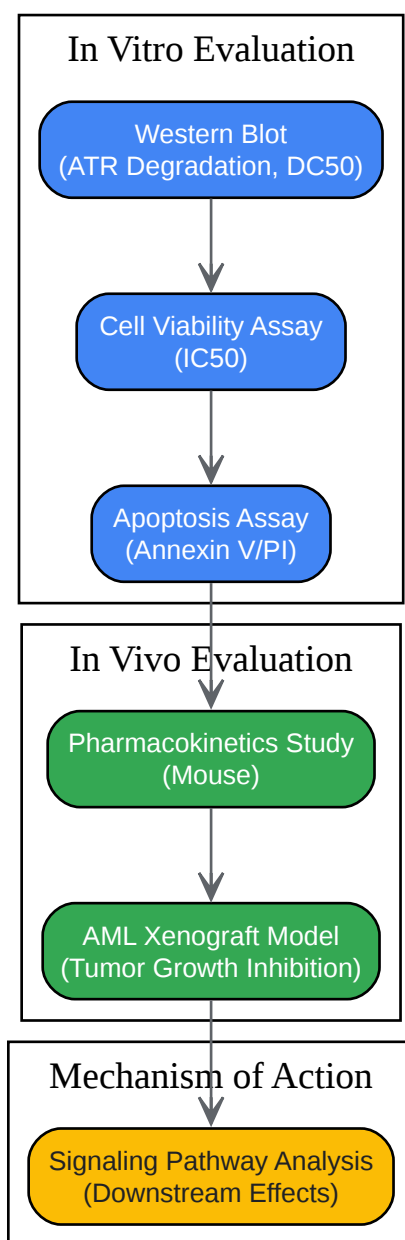 In Vitro Evaluation
Western Blot
(ATR Degradation, DC50)
Cell Viability Assay
(IC50)
Apoptosis Assay
(Annexin V/PI)
In Vivo Evaluation
Pharmacokinetics Study
(Mouse)
AML Xenograft Model
(Tumor Growth Inhibition)
Mechanism of Action
Signaling Pathway Analysis
(Downstream Effects)